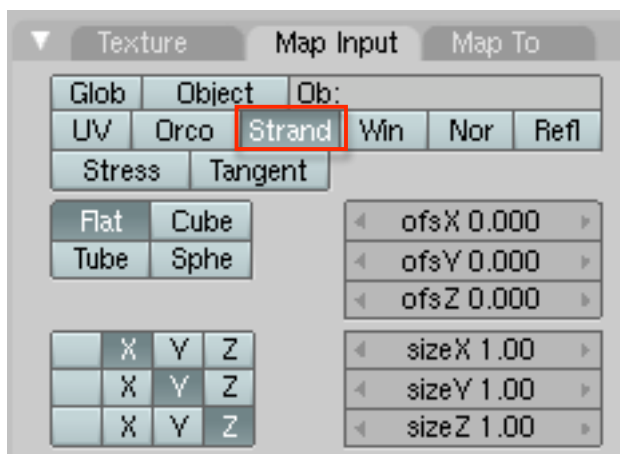 Texture Map Input Map To
Glob Object Ob:
UV Orco Strand Win Nor Refl
Stress Tangent
Flat Cube ofsX 0.000
Tube Sphe ofsY 0.000
ofsZ 0.000
X Y Z sizeX 1.00
X Y Z sizeY 1.00
X Y Z sizeZ 1.00